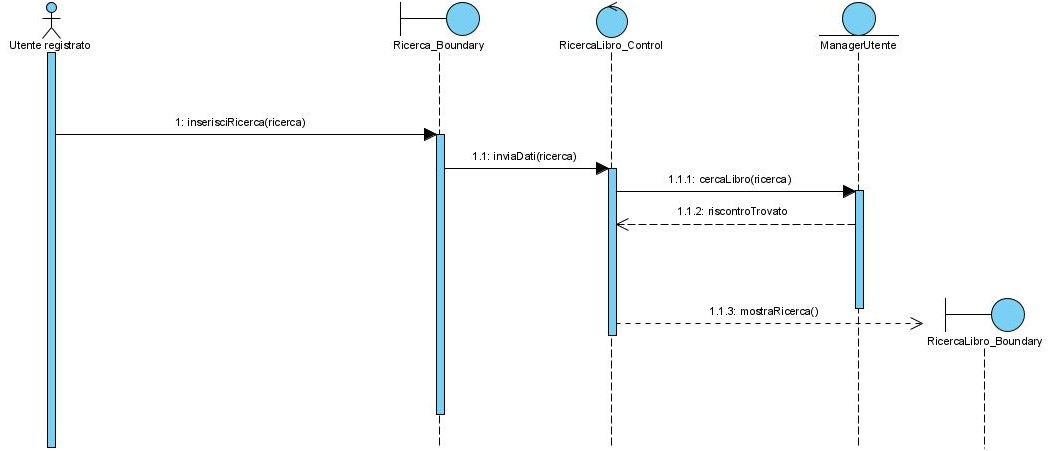 Utente registrato
Ricerca_Boundary
RicercaLibro_Control
ManagerUtente
1: inserisciRicerca(ricerca)
1.1: inviaDati(ricerca)
1.1.1: cercaLibro(ricerca)
1.1.2: riscontroTrovato
1.1.3: mostraRicerca()
RicercaLibro_Boundary